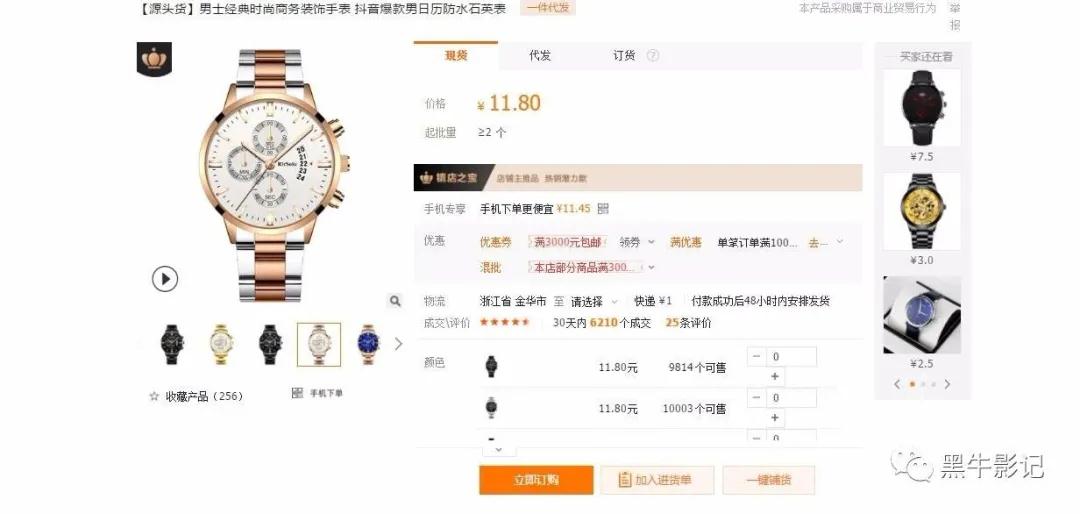 【源头货】男士经典时尚商务装饰手表 抖音爆款男日历防水石英表 一件代发
本产品采购属于商业贸易行为 举报
现货 代发 订货 ?
价格 ¥ 11.80
起批量 ≥2 个
镇店之宝 店铺主推品 热销潜力款
手机专享 手机下单更便宜 ¥11.45
优惠 优惠券 满3000元包邮 领券 满优惠 单笔订单满100... 去...
混批 本店部分商品满300...
物流 浙江省 金华市 至 请选择 快递 ¥1 付款成功后48小时内安排发货
成交\评价 30天内 6210 个成交 25条评价
颜色 11.80元 9814个可售 − 0 +
11.80元 10003个可售 − 0 +
− 0
立即订购 加入进货单 一键铺货
收藏产品（256） 手机下单
买家还在看
¥7.5
¥3.0
¥2.5
MIN
SEC
20
21
22
23
24
黑牛影记